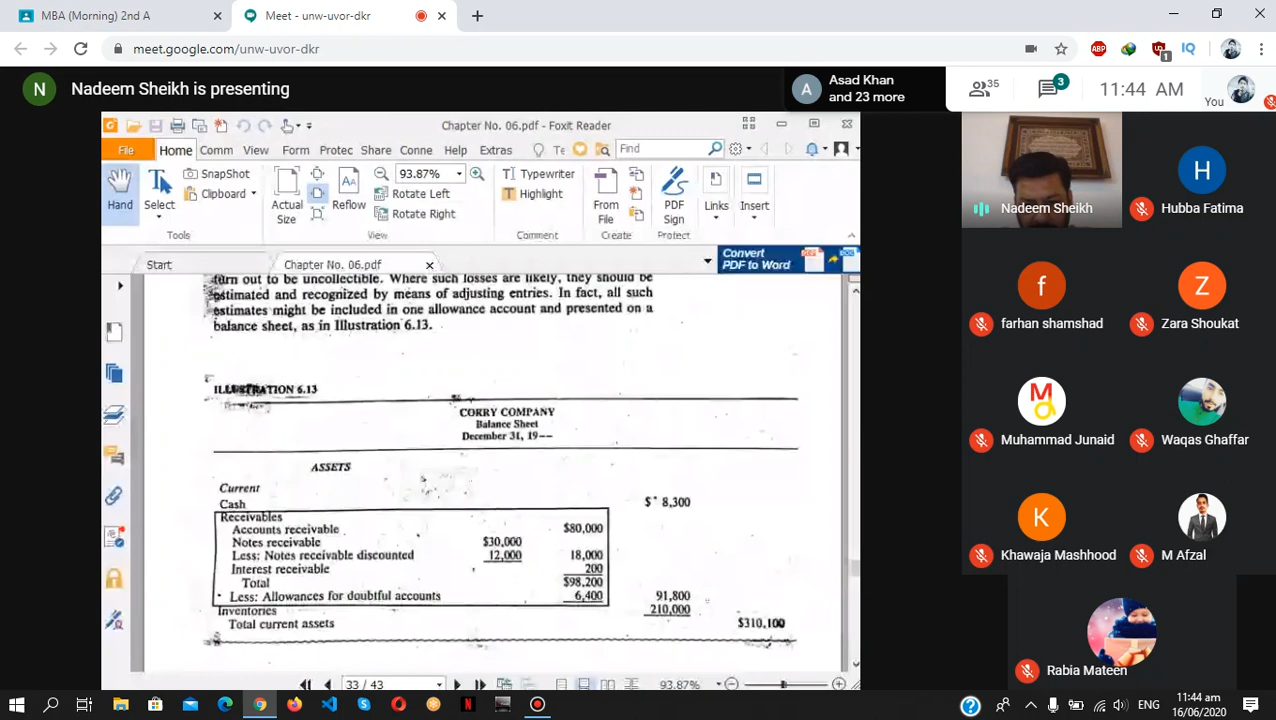 MBA (Morning) 2nd A
Meet - unw-uvor-dkr
meet.google.com/unw-uvor-dkr
ABP
1
IQ
N
Nadeem Sheikh is presenting
A
Asad Khan
and 23 more
35
3
11:44 AM
You
Chapter No. 06.pdf - Foxit Reader
File
Home
Comm
View
Form
Protec
Share
Conne
Help
Extras
Te
Find
Hand
Select
SnapShot
Clipboard
Tools
Actual
Size
Reflow
93.87%
Rotate Left
Rotate Right
View
Typewriter
Highlight
Comment
From
File
Create
PDF
Sign
Protect
Links
Insert
Start
Chapter No. 06.pdf
Convert
PDF to Word
turn out to be uncollectible. Where such losses are likely, they should be
estimated and recognized by means of adjusting entries. In fact, all such
estimates might be included in one allowance account and presented on a
balance sheet, as in Illustration 6.13.
ILLUSTRATION 6.13
CORRY COMPANY
Balance Sheet
December 31, 19--
ASSETS
Current
Cash $ 8,300
Receivables
Accounts receivable $80,000
Notes receivable $30,000
Less: Notes receivable discounted 12,000 18,000
Interest receivable 200
Total $98,200
Less: Allowances for doubtful accounts 6,400 91,800
Inventories 210,000
Total current assets $310,100
33 / 43
93.87%
Nadeem Sheikh
H
Hubba Fatima
f
farhan shamshad
Z
Zara Shoukat
M
Muhammad Junaid
Waqas Ghaffar
K
Khawaja Mashhood
M Afzal
Rabia Mateen
11:44 am
16/06/2020